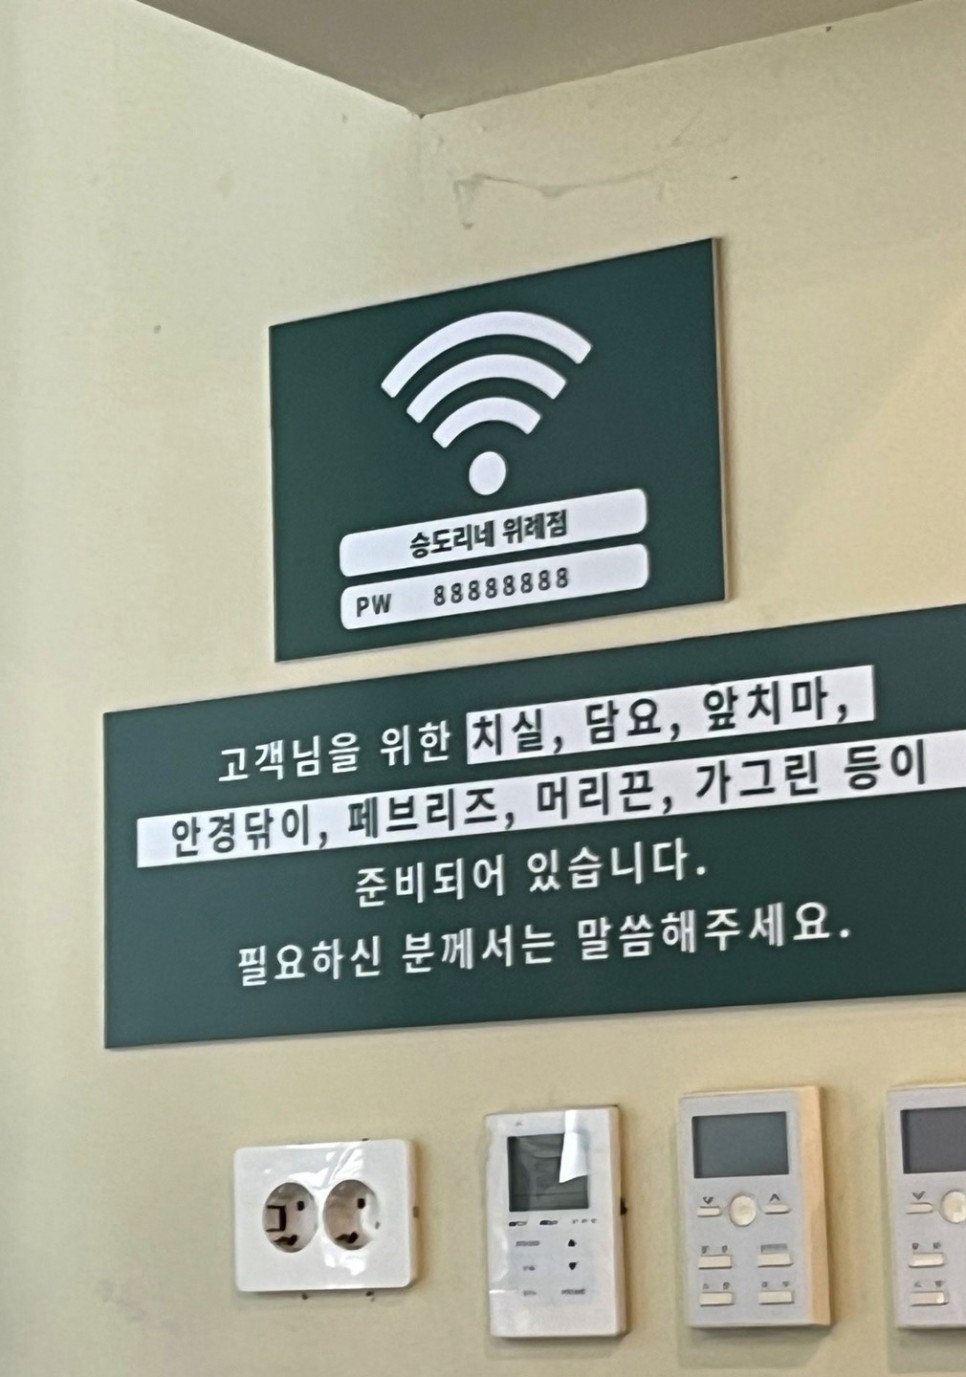 승도리네 위례점
PW 88888888
고객님을 위한 치실, 담요, 앞치마,
안경닦이, 페브리즈, 머리끈, 가그린 등이
준비되어 있습니다.
필요하신 분께서는 말씀해주세요.